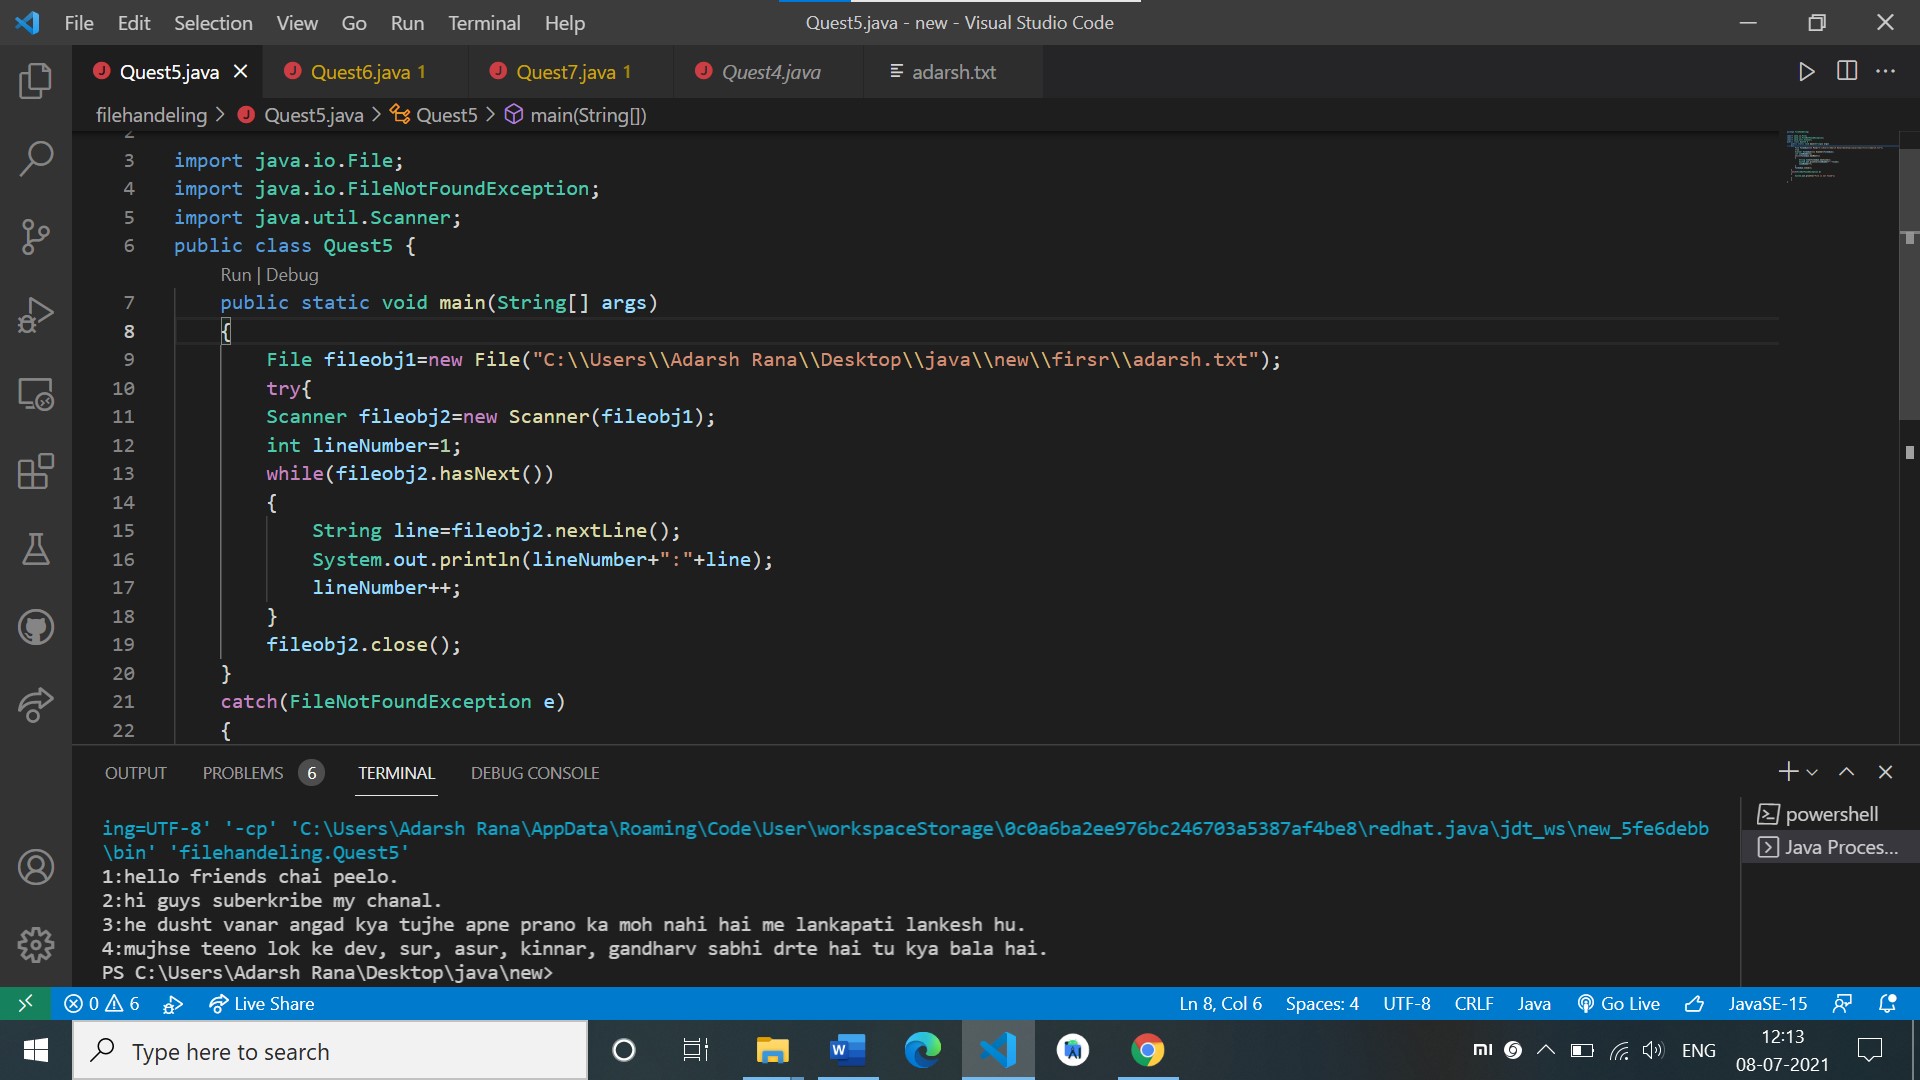 File Edit Selection View Go Run Terminal Help Quest5.java - new - Visual Studio Code
Quest5.java Quest6.java 1 Quest7.java 1 Quest4.java adarsh.txt
filehandeling > Quest5.java > Quest5 > main(String[])
2
3 import java.io.File;
4 import java.io.FileNotFoundException;
5 import java.util.Scanner;
6 public class Quest5 {
Run | Debug
7 public static void main(String[] args)
8 {
9 File fileobj1=new File("C:\\Users\\Adarsh Rana\\Desktop\\java\\new\\firsr\\adarsh.txt");
10 try{
11 Scanner fileobj2=new Scanner(fileobj1);
12 int lineNumber=1;
13 while(fileobj2.hasNext())
14 {
15 String line=fileobj2.nextLine();
16 System.out.println(lineNumber+":"+line);
17 lineNumber++;
18 }
19 fileobj2.close();
20 }
21 catch(FileNotFoundException e)
22 {
OUTPUT PROBLEMS 6 TERMINAL DEBUG CONSOLE
ing=UTF-8' '-cp' 'C:\Users\Adarsh Rana\AppData\Roaming\Code\User\workspaceStorage\0c0a6ba2ee976bc246703a5387af4be8\redhat.java\jdt_ws\new_5fe6debb
\bin' 'filehandeling.Quest5'
1:hello friends chai peelo.
2:hi guys suberkribe my chanal.
3:he dusht vanar angad kya tujhe apne prano ka moh nahi hai me lankapati lankesh hu.
4:mujhse teeno lok ke dev, sur, asur, kinnar, gandharv sabhi drte hai tu kya bala hai.
PS C:\Users\Adarsh Rana\Desktop\java\new>
powershell
Java Proces...
0 6 Live Share Ln 8, Col 6 Spaces: 4 UTF-8 CRLF Java Go Live JavaSE-15
Type here to search
ENG
12:13
08-07-2021